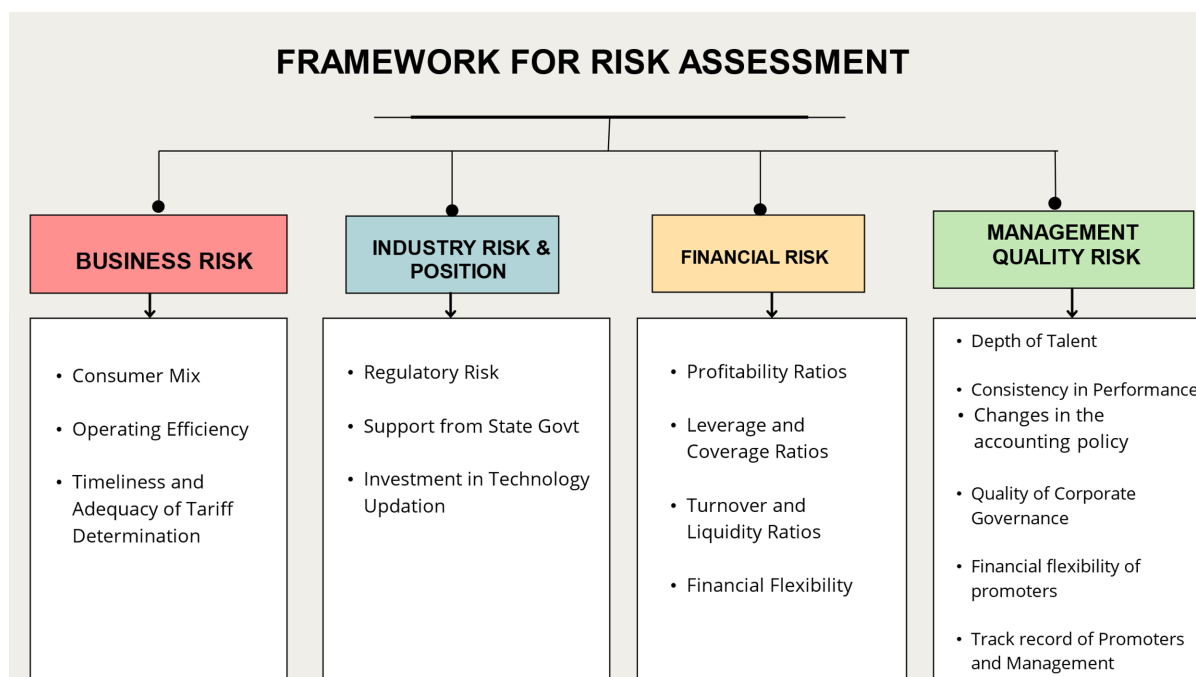 FRAMEWORK FOR RISK ASSESSMENT
BUSINESS RISK
• Consumer Mix
• Operating Efficiency
• Timeliness and
Adequacy of Tariff
Determination
INDUSTRY RISK &
POSITION
• Regulatory Risk
• Support from State Govt
• Investment in Technology
Updation
FINANCIAL RISK
• Profitability Ratios
• Leverage and
Coverage Ratios
• Turnover and
Liquidity Ratios
• Financial Flexibility
MANAGEMENT
QUALITY RISK
• Depth of Talent
• Consistency in Performance
• Changes in the
accounting policy
• Quality of Corporate
Governance
• Financial flexibility of
promoters
• Track record of Promoters
and Management